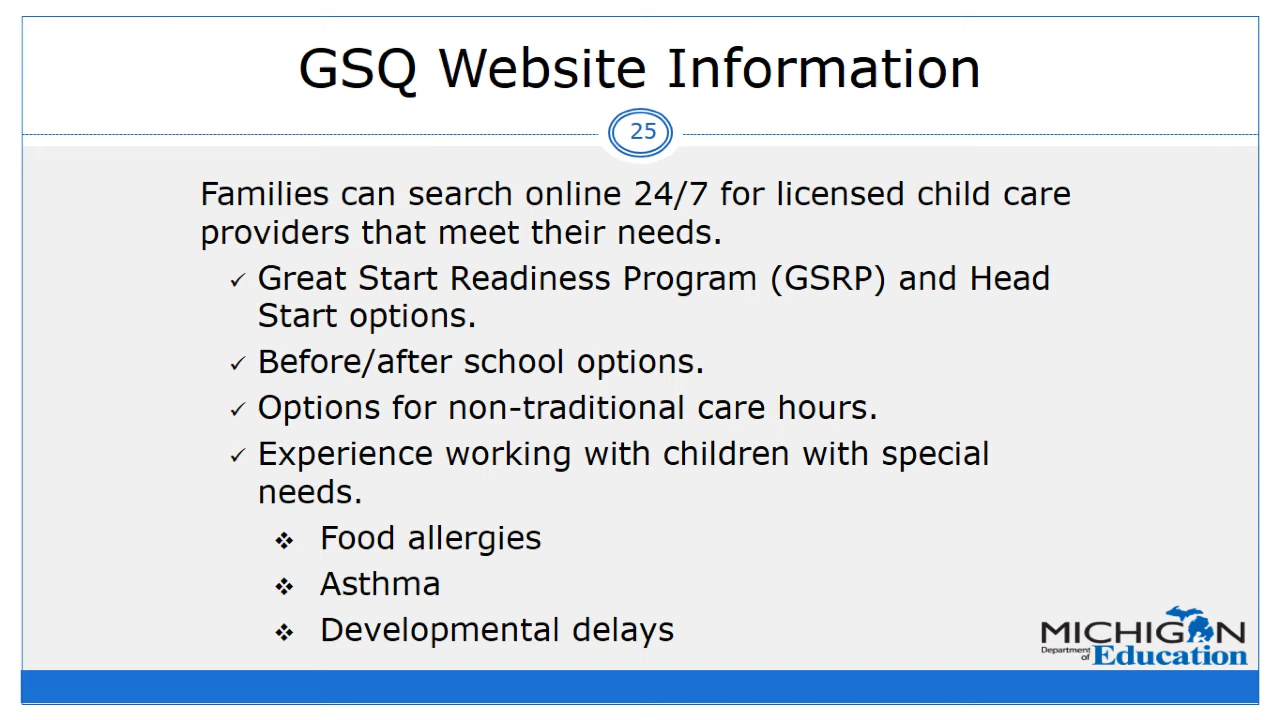 GSQ Website Information
25
Families can search online 24/7 for licensed child care
providers that meet their needs.
✓ Great Start Readiness Program (GSRP) and Head
Start options.
✓ Before/after school options.
✓ Options for non-traditional care hours.
✓ Experience working with children with special
needs.
❖ Food allergies
❖ Asthma
❖ Developmental delays
MICHIGAN
Department
of Education